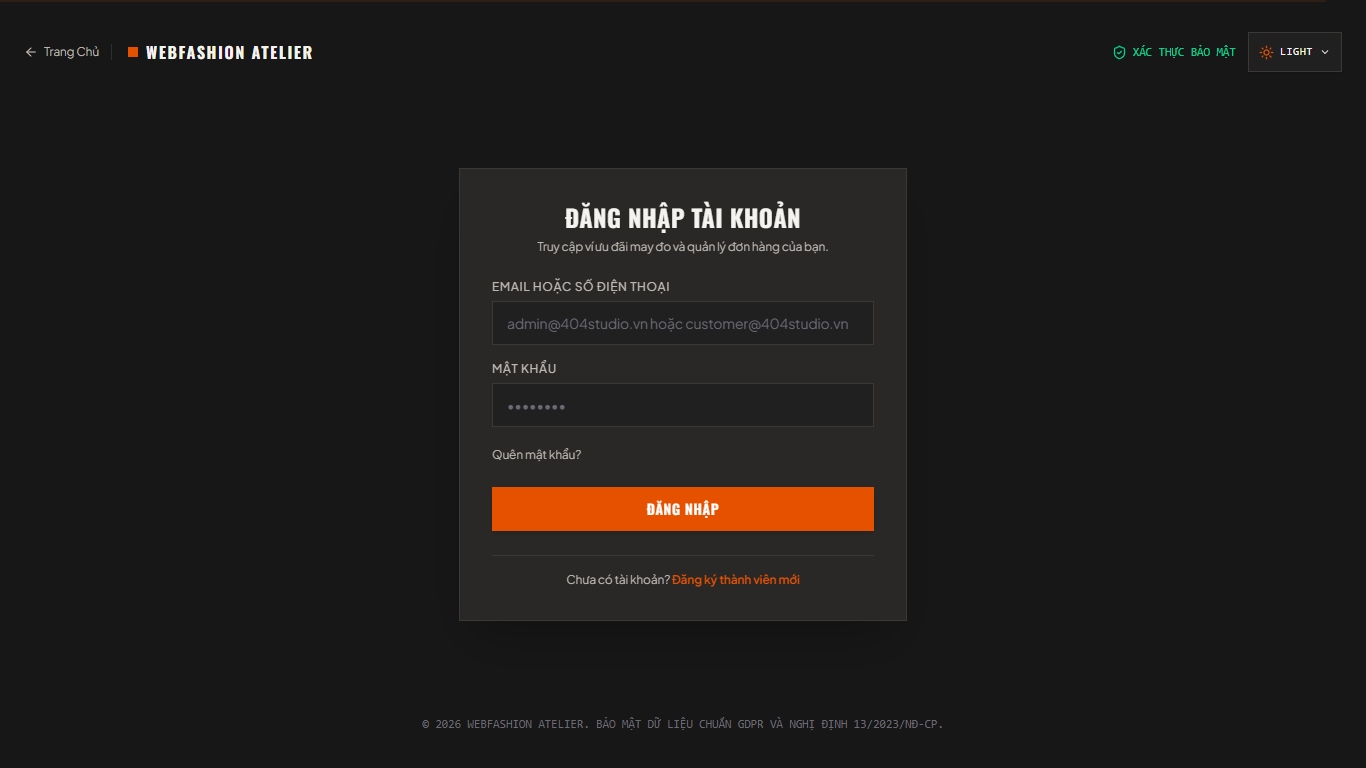 Trang Chủ
WEBFASHION ATELIER
XÁC THỰC BẢO MẬT
LIGHT
ĐĂNG NHẬP TÀI KHOẢN
Truy cập ví ưu đãi may đo và quản lý đơn hàng của bạn.
EMAIL HOẶC SỐ ĐIỆN THOẠI
admin@404studio.vn hoặc customer@404studio.vn
MẬT KHẨU
••••••••
Quên mật khẩu?
ĐĂNG NHẬP
Chưa có tài khoản? Đăng ký thành viên mới
© 2026 WEBFASHION ATELIER. BẢO MẬT DỮ LIỆU CHUẨN GDPR VÀ NGHỊ ĐỊNH 13/2023/NĐ-CP.